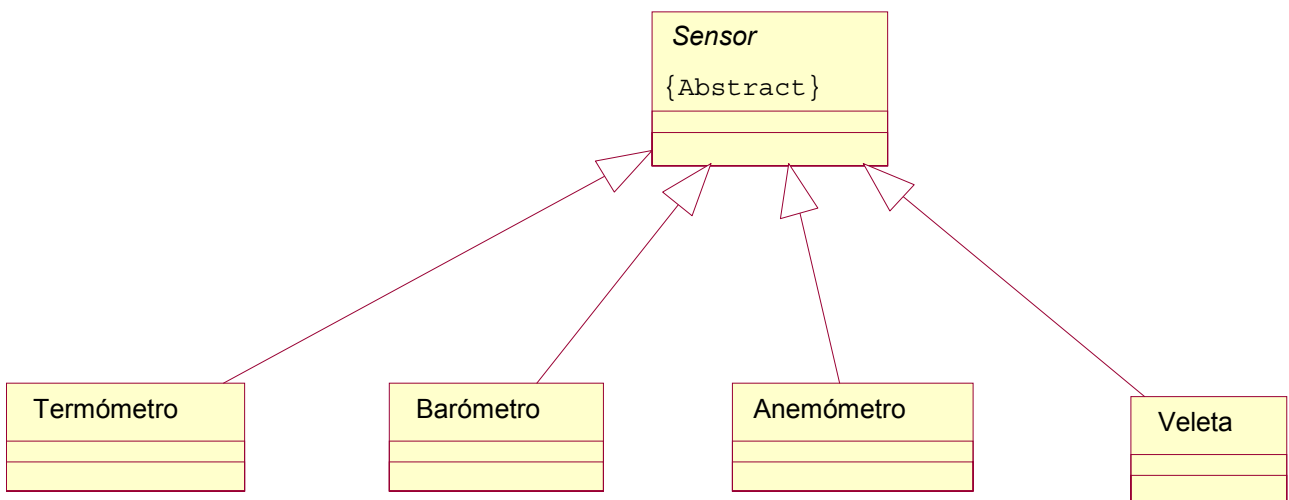 Sensor
{Abstract}
Termómetro
Barómetro
Anemómetro
Veleta